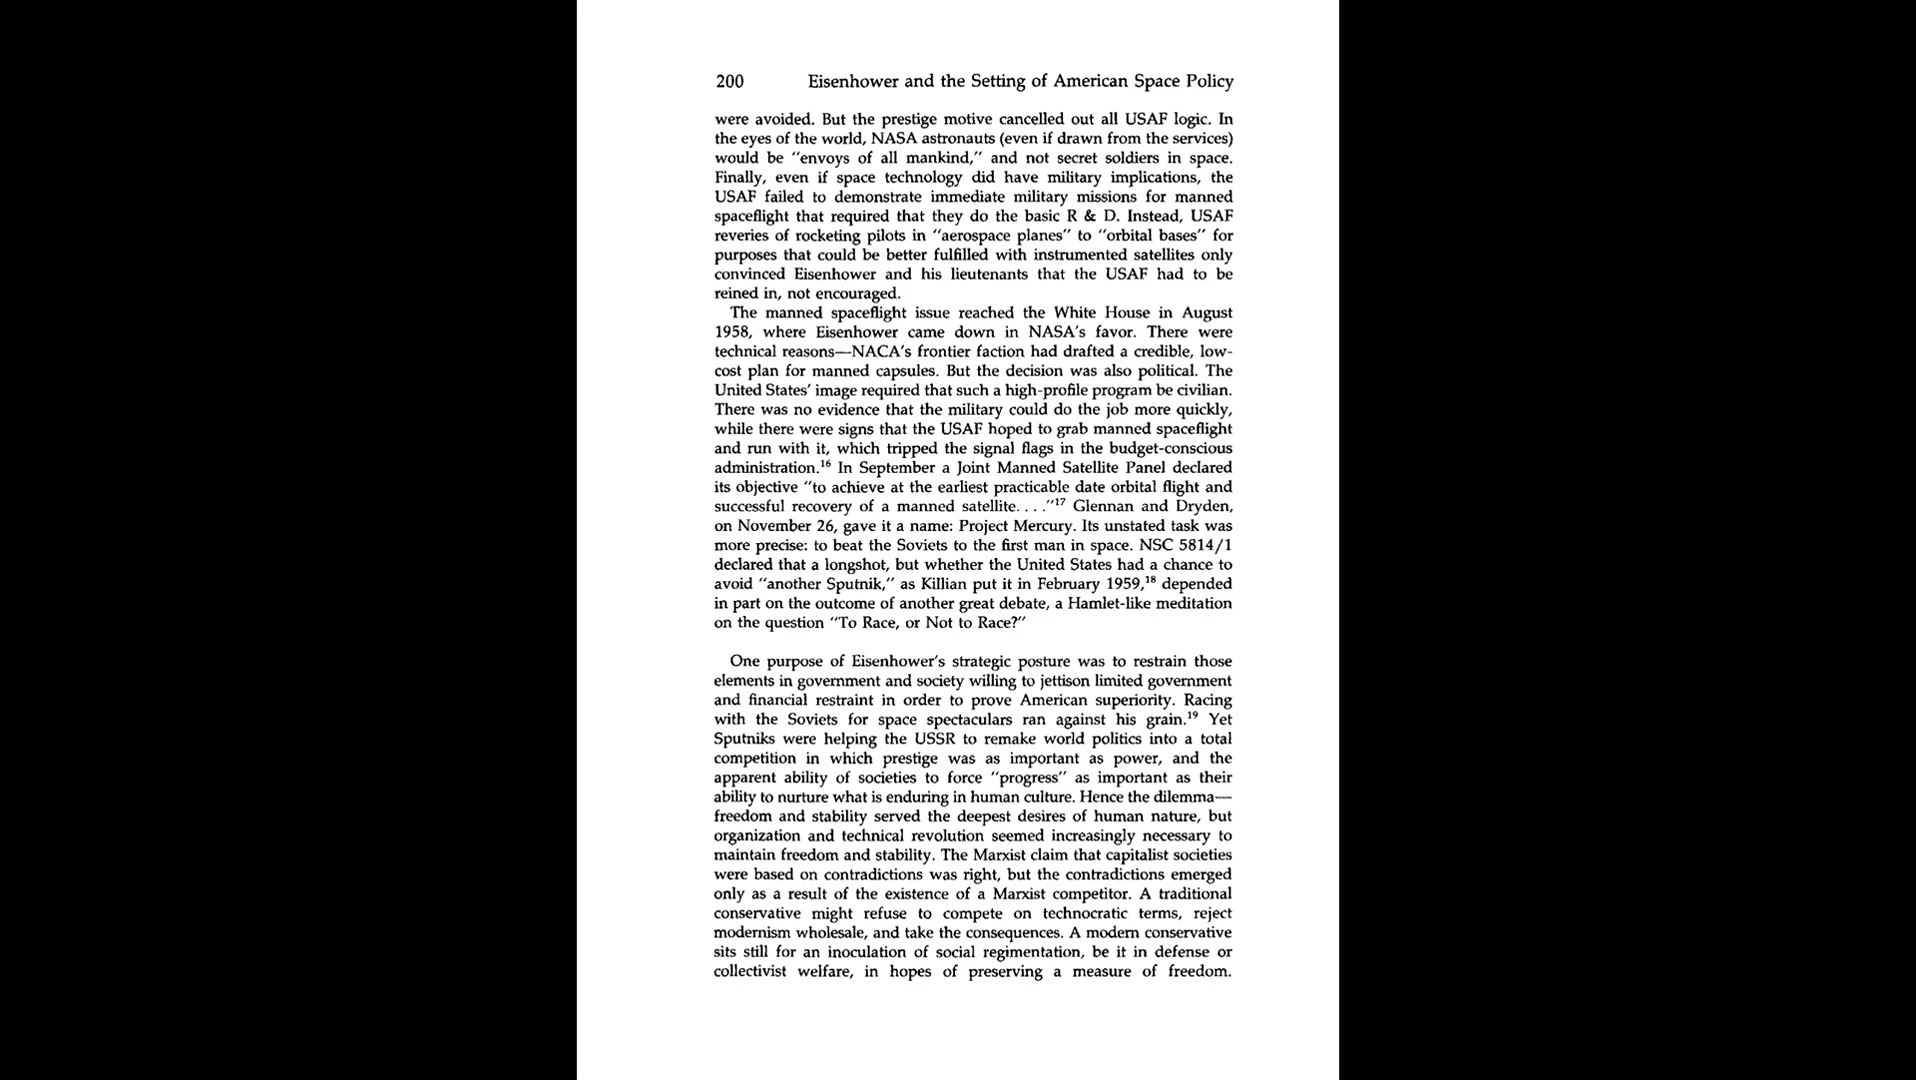 200 Eisenhower and the Setting of American Space Policy
were avoided. But the prestige motive cancelled out all USAF logic. In
the eyes of the world, NASA astronauts (even if drawn from the services)
would be “envoys of all mankind,” and not secret soldiers in space.
Finally, even if space technology did have military implications, the
USAF failed to demonstrate immediate military missions for manned
spaceflight that required that they do the basic R & D. Instead, USAF
reveries of rocketing pilots in “aerospace planes” to “orbital bases” for
purposes that could be better fulfilled with instrumented satellites only
convinced Eisenhower and his lieutenants that the USAF had to be
reined in, not encouraged.
The manned spaceflight issue reached the White House in August
1958, where Eisenhower came down in NASA's favor. There were
technical reasons—NACA's frontier faction had drafted a credible, low-
cost plan for manned capsules. But the decision was also political. The
United States' image required that such a high-profile program be civilian.
There was no evidence that the military could do the job more quickly,
while there were signs that the USAF hoped to grab manned spaceflight
and run with it, which tripped the signal flags in the budget-conscious
administration.16 In September a Joint Manned Satellite Panel declared
its objective “to achieve at the earliest practicable date orbital flight and
successful recovery of a manned satellite. . . .”17 Glennan and Dryden,
on November 26, gave it a name: Project Mercury. Its unstated task was
more precise: to beat the Soviets to the first man in space. NSC 5814/1
declared that a longshot, but whether the United States had a chance to
avoid “another Sputnik,” as Killian put it in February 1959,18 depended
in part on the outcome of another great debate, a Hamlet-like meditation
on the question “To Race, or Not to Race?”
One purpose of Eisenhower's strategic posture was to restrain those
elements in government and society willing to jettison limited government
and financial restraint in order to prove American superiority. Racing
with the Soviets for space spectaculars ran against his grain.19 Yet
Sputniks were helping the USSR to remake world politics into a total
competition in which prestige was as important as power, and the
apparent ability of societies to force “progress” as important as their
ability to nurture what is enduring in human culture. Hence the dilemma—
freedom and stability served the deepest desires of human nature, but
organization and technical revolution seemed increasingly necessary to
maintain freedom and stability. The Marxist claim that capitalist societies
were based on contradictions was right, but the contradictions emerged
only as a result of the existence of a Marxist competitor. A traditional
conservative might refuse to compete on technocratic terms, reject
modernism wholesale, and take the consequences. A modern conservative
sits still for an inoculation of social regimentation, be it in defense or
collectivist welfare, in hopes of preserving a measure of freedom.